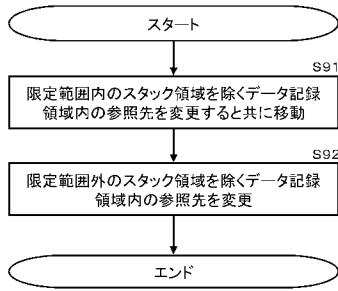 スタート
S91
限定範囲内のスタック領域を除くデータ記録
領域内の参照先を変更すると共に移動
S92
限定範囲外のスタック領域を除くデータ記録
領域内の参照先を変更
エンド